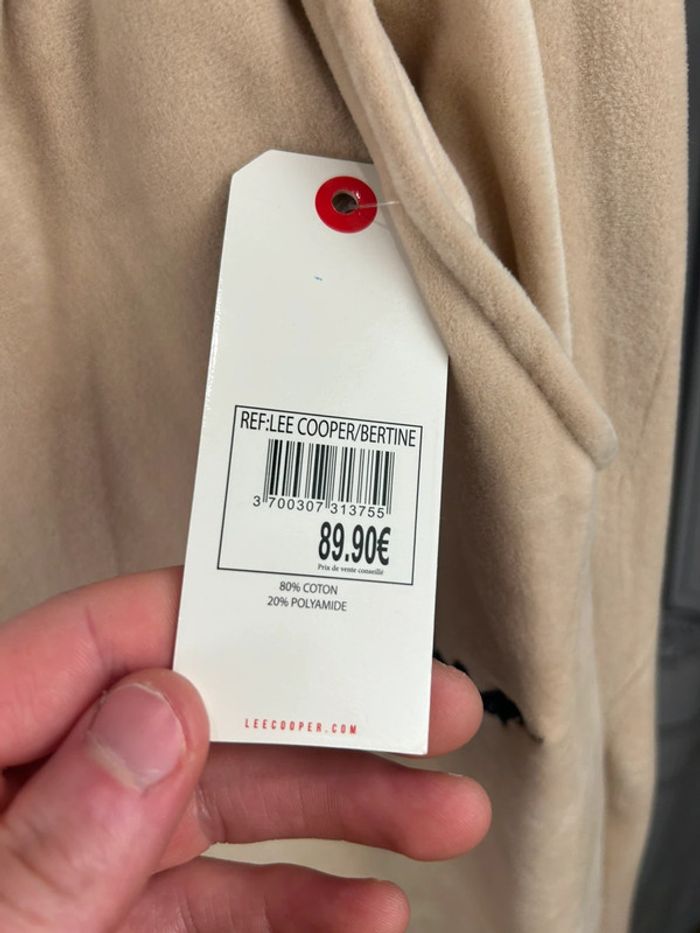 REF:LEE COOPER/BERTINE
3 700307 313755
89.90€
Prix de vente conseillé
80% COTON
20% POLYAMIDE
LEECOOPER.COM